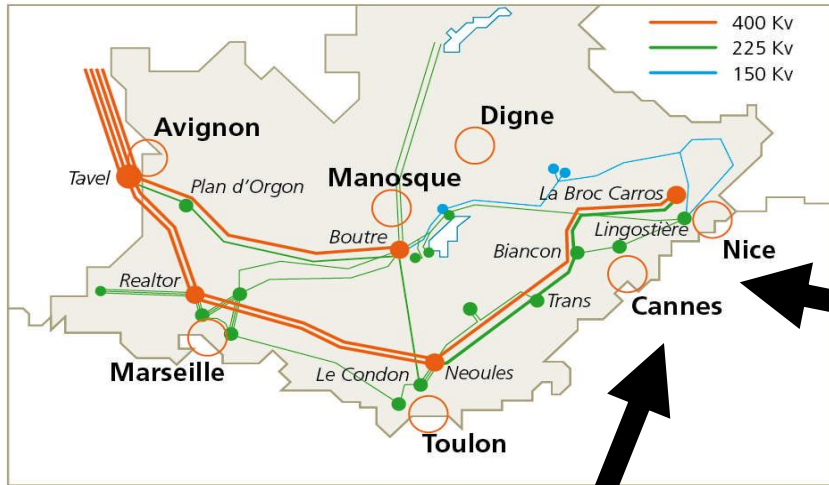 400 Kv
225 Kv
150 Kv
Digne
Avignon
Tavel
Plan d'Orgon
Manosque
La Broc Carros
Boutre
Lingostière
Nice
Biancon
Realtor
Trans
Cannes
Marseille
Le Condon
Neoules
Toulon